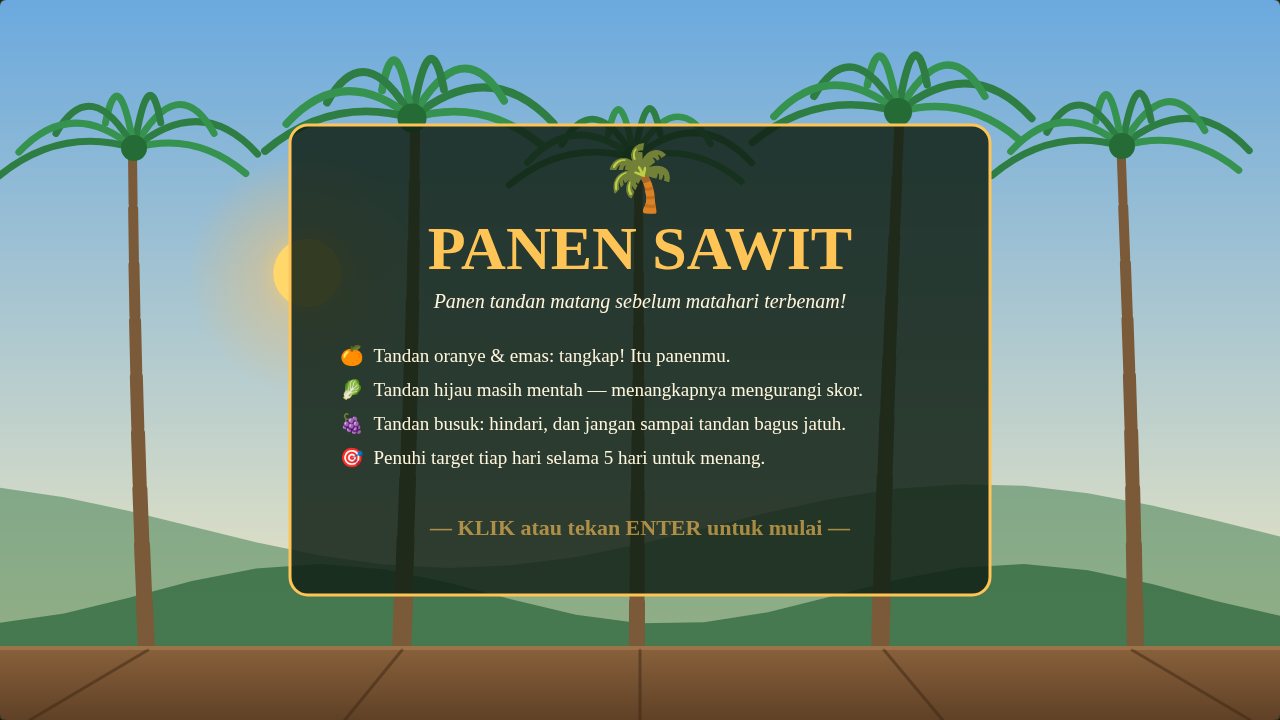 PANEN SAWIT
Panen tandan matang sebelum matahari terbenam!
Tandan oranye & emas: tangkap! Itu panenmu.
Tandan hijau masih mentah — menangkapnya mengurangi skor.
Tandan busuk: hindari, dan jangan sampai tandan bagus jatuh.
Penuhi target tiap hari selama 5 hari untuk menang.
— KLIK atau tekan ENTER untuk mulai —